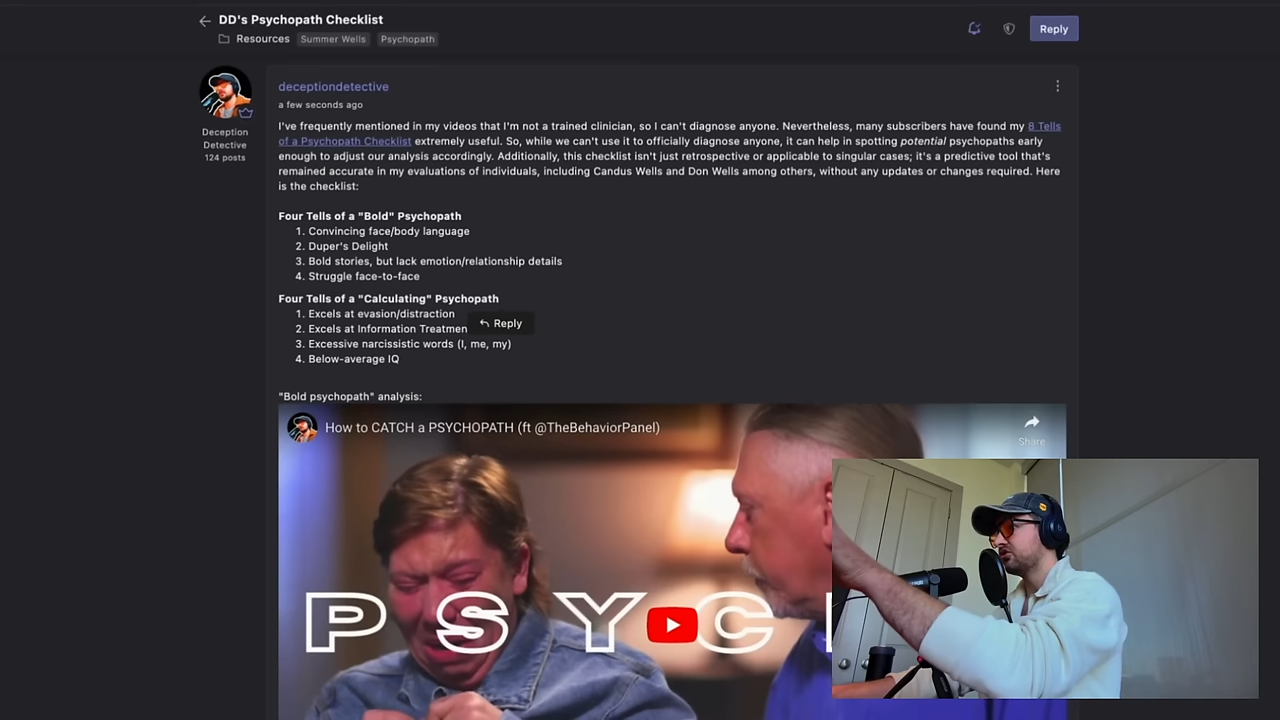 DD's Psychopath Checklist
Resources Summer Wells Psychopath
Reply
deceptiondetective
a few seconds ago
Deception
Detective
124 posts
I've frequently mentioned in my videos that I'm not a trained clinician, so I can't diagnose anyone. Nevertheless, many subscribers have found my 8 Tells
of a Psychopath Checklist extremely useful. So, while we can't use it to officially diagnose anyone, it can help in spotting potential psychopaths early
enough to adjust our analysis accordingly. Additionally, this checklist isn't just retrospective or applicable to singular cases; it's a predictive tool that's
remained accurate in my evaluations of individuals, including Candus Wells and Don Wells among others, without any updates or changes required. Here
is the checklist:
Four Tells of a "Bold" Psychopath
1. Convincing face/body language
2. Duper's Delight
3. Bold stories, but lack emotion/relationship details
4. Struggle face-to-face
Four Tells of a "Calculating" Psychopath
1. Excels at evasion/distraction
2. Excels at Information Treatmen
Reply
3. Excessive narcissistic words (I, me, my)
4. Below-average IQ
"Bold psychopath" analysis:
How to CATCH a PSYCHOPATH (ft @TheBehaviorPanel)
Share
PSYC